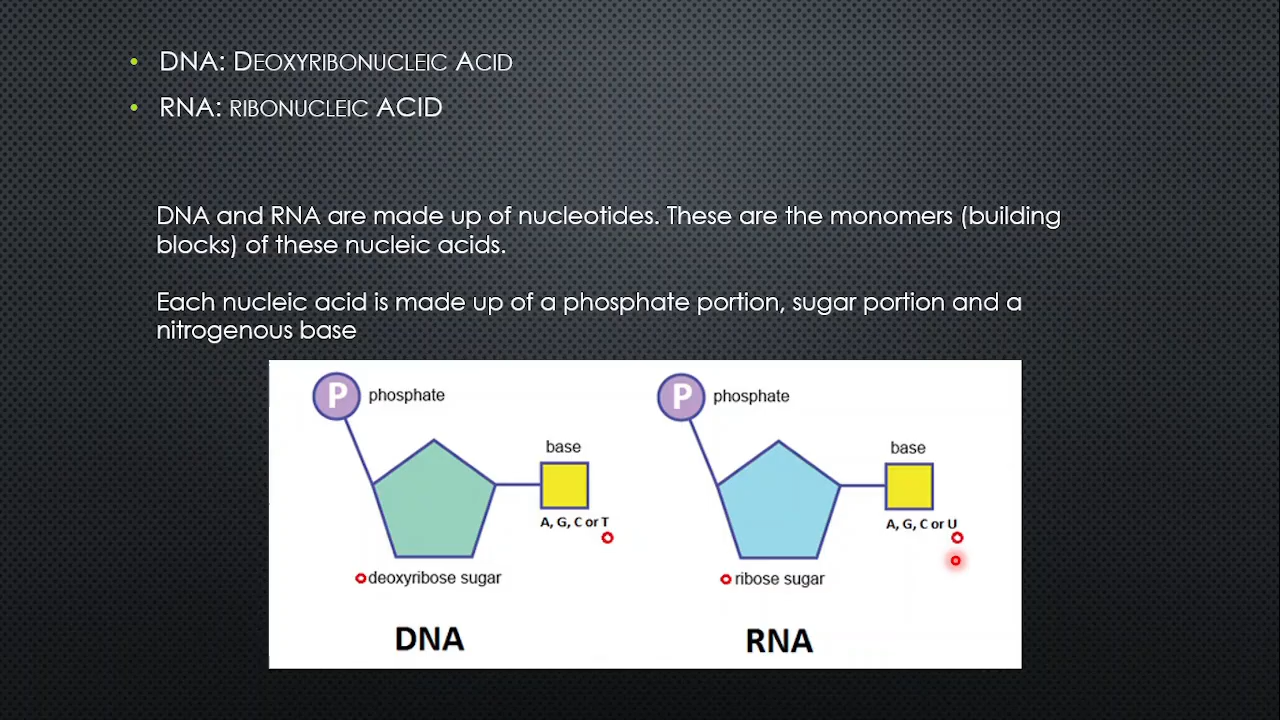 DNA: Deoxyribonucleic Acid
RNA: ribonucleic ACID
DNA and RNA are made up of nucleotides. These are the monomers (building
blocks) of these nucleic acids.
Each nucleic acid is made up of a phosphate portion, sugar portion and a
nitrogenous base
P phosphate
base
A, G, C or T
deoxyribose sugar
DNA
P phosphate
base
A, G, C or U
ribose sugar
RNA